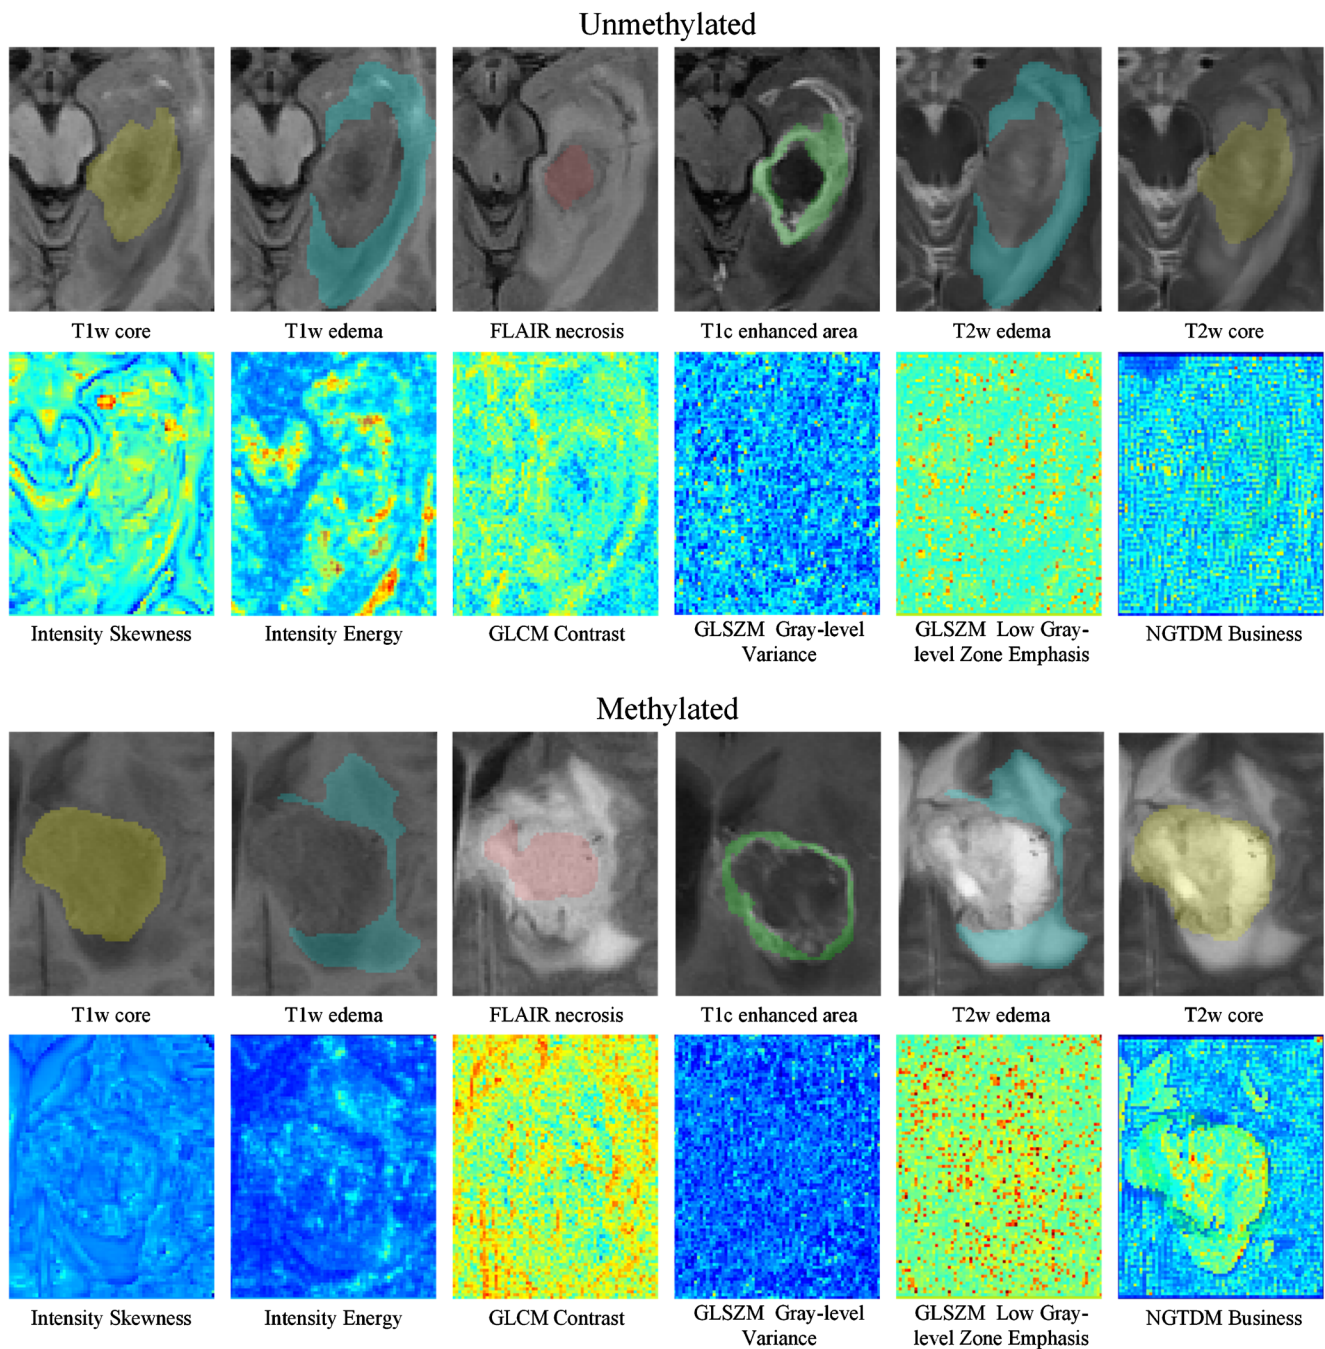 Unmethylated
T1w core
T1w edema
FLAIR necrosis
T1c enhanced area
T2w edema
T2w core
Intensity Skewness
Intensity Energy
GLCM Contrast
GLSZM Gray-level
Variance
GLSZM Low Gray-
level Zone Emphasis
NGTDM Business
Methylated
T1w core
T1w edema
FLAIR necrosis
T1c enhanced area
T2w edema
T2w core
Intensity Skewness
Intensity Energy
GLCM Contrast
GLSZM Gray-level
Variance
GLSZM Low Gray-
level Zone Emphasis
NGTDM Business